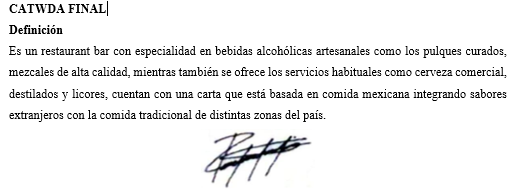 CATWDA FINAL
Definición
Es un restaurant bar con especialidad en bebidas alcohólicas artesanales como los pulques curados,
mezcales de alta calidad, mientras también se ofrece los servicios habituales como cerveza comercial,
destilados y licores, cuentan con una carta que está basada en comida mexicana integrando sabores
extranjeros con la comida tradicional de distintas zonas del país.